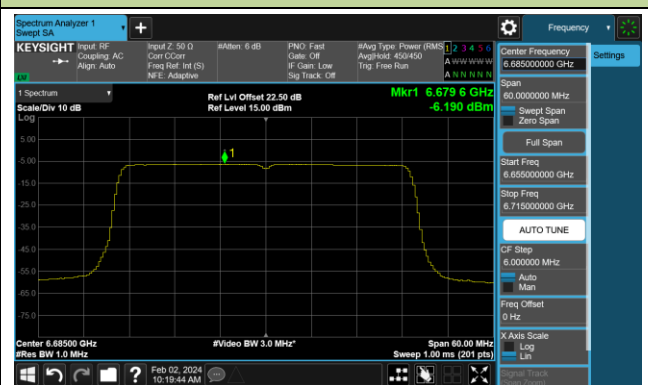 Spectrum Analyzer 1
Swept SA
Frequency
KEYSIGHT
Input: RF
Coupling: AC
Align: Auto
Input Z: 50 Ω
Corr CCorr
Freq Ref: Int (S)
NFE: Adaptive
#Atten: 6 dB
PNO: Fast
Gate: Off
IF Gain: Low
Sig Track: Off
#Avg Type: Power (RMS
Avg|Hold: 450/450
Trig: Free Run
1 2 3 4 5 6
A W W W W W
A N N N N N
1 Spectrum
Scale/Div 10 dB
Ref Lvl Offset 22.50 dB
Ref Level 15.00 dBm
Mkr1 6.679 6 GHz
-6.190 dBm
Log
5.00
-5.00
-15.0
-25.0
-35.0
-45.0
-55.0
-65.0
-75.0
1
Center 6.68500 GHz
#Res BW 1.0 MHz
#Video BW 3.0 MHz*
Span 60.00 MHz
Sweep 1.00 ms (201 pts)
Center Frequency
6.685000000 GHz
Settings
Span
60.0000000 MHz
Swept Span
Zero Span
Full Span
Start Freq
6.655000000 GHz
Stop Freq
6.715000000 GHz
AUTO TUNE
CF Step
6.000000 MHz
Auto
Man
Freq Offset
0 Hz
X Axis Scale
Log
Lin
Signal Track
(Span Zoom)
Feb 02, 2024
10:19:44 AM